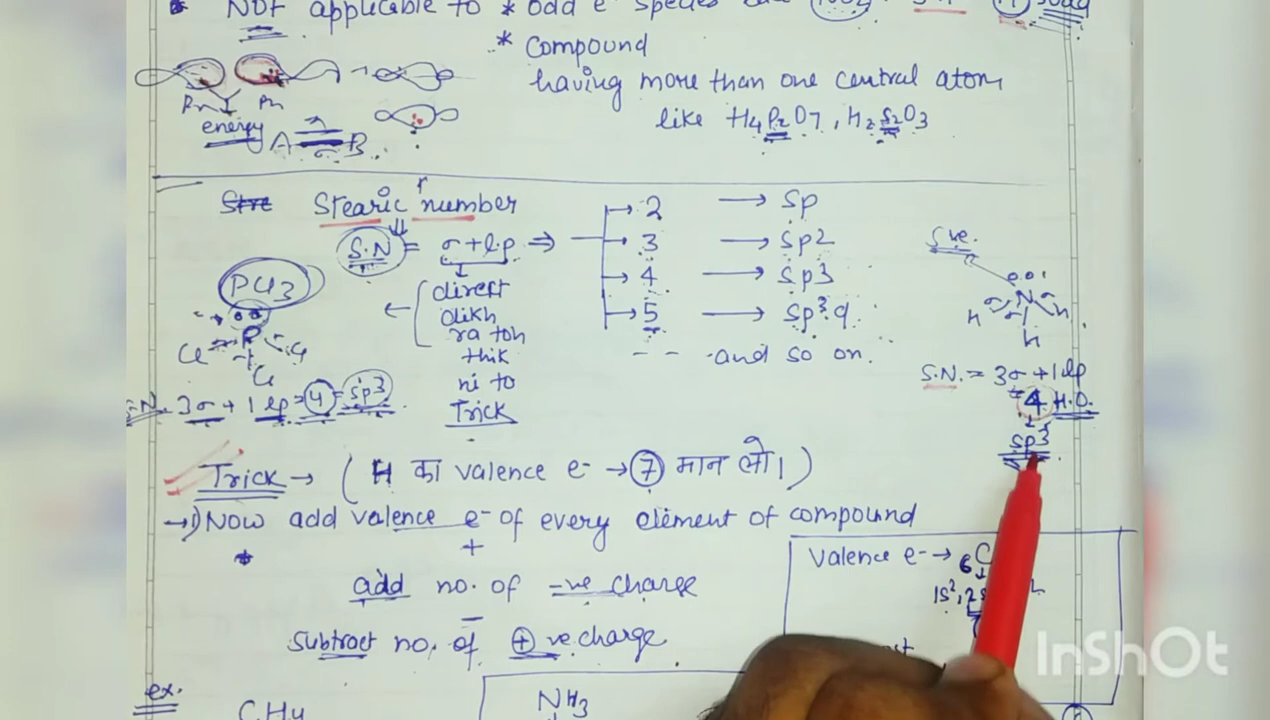 NOT applicable to * odd e⁻ species
* Compound
having more than one central atom,
like H4P2O7, H2S2O3
energy
A B
Stearic number
S.N = σ + l.p ⇒
2 → sp
3 → sp2
4 → sp3
5 → sp³d
- - - and so on.
direct
dikh
ra toh
thik
ni to
Trick
PCl3
P
Cl
Cl
Cl
S.N = 3σ + 1 lp = 4 = sp3
N
H H
H
S.N. = 3σ + 1 lp
4 H.O.
sp3
Trick → ( H का valence e- → 7 मान लो। )
→ 1) Now add valence e⁻ of every element of compound
+
add no. of -ve charge
-
subtract no. of + ve charge
Valence e- → 6C
1s²,
ex.
CH4
NH3
InShOt